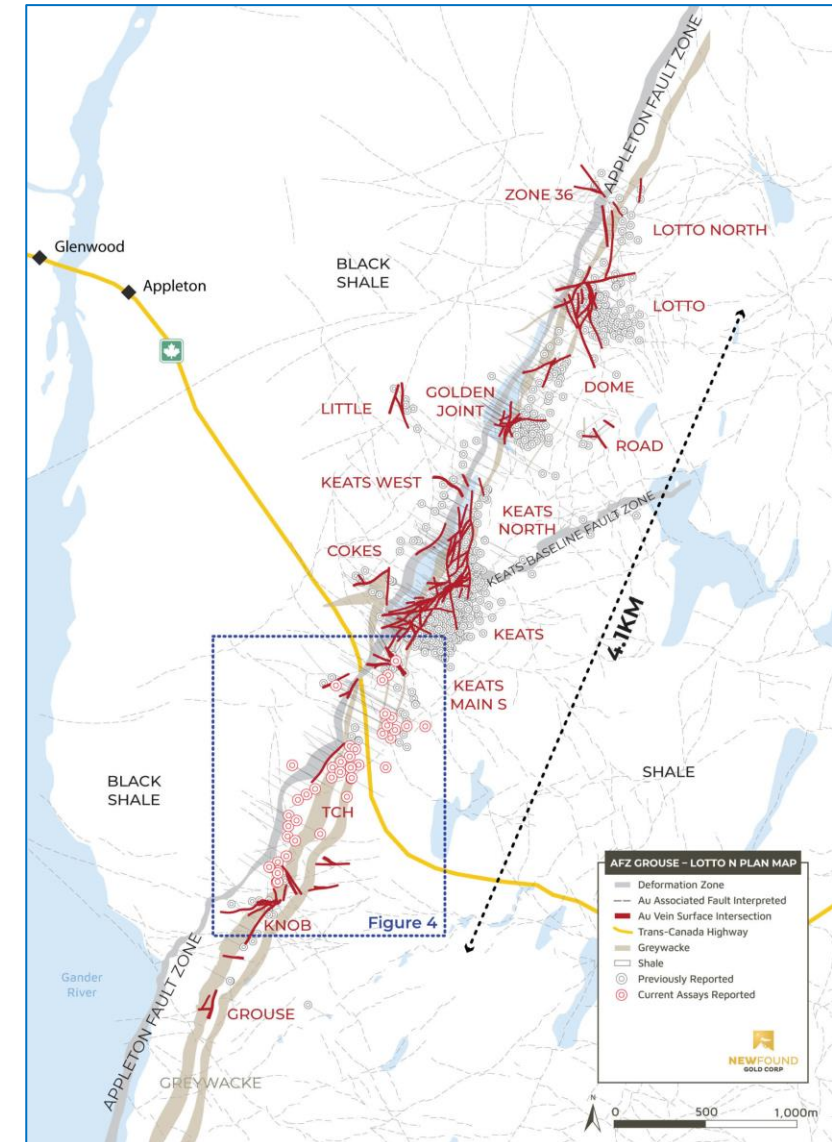 APPLETON FAULT ZONE
ZONE 36
LOTTO NORTH
Glenwood
Appleton
BLACK
SHALE
LOTTO
DOME
GOLDEN
JOINT
LITTLE
ROAD
KEATS WEST
KEATS
NORTH
KEATS-BASELINE FAULT ZONE
COKES
4.1KM
KEATS
KEATS
MAIN S
BLACK
SHALE
SHALE
TCH
KNOB
Figure 4
Gander
River
APPLETON FAULT ZONE
GROUSE
GREYWACKE
AFZ GROUSE – LOTTO N PLAN MAP
Deformation Zone
Au Associated Fault Interpreted
Au Vein Surface Intersection
Trans-Canada Highway
Greywacke
Shale
Previously Reported
Current Assays Reported
NEWFOUND
GOLD CORP
N
0 500 1,000m